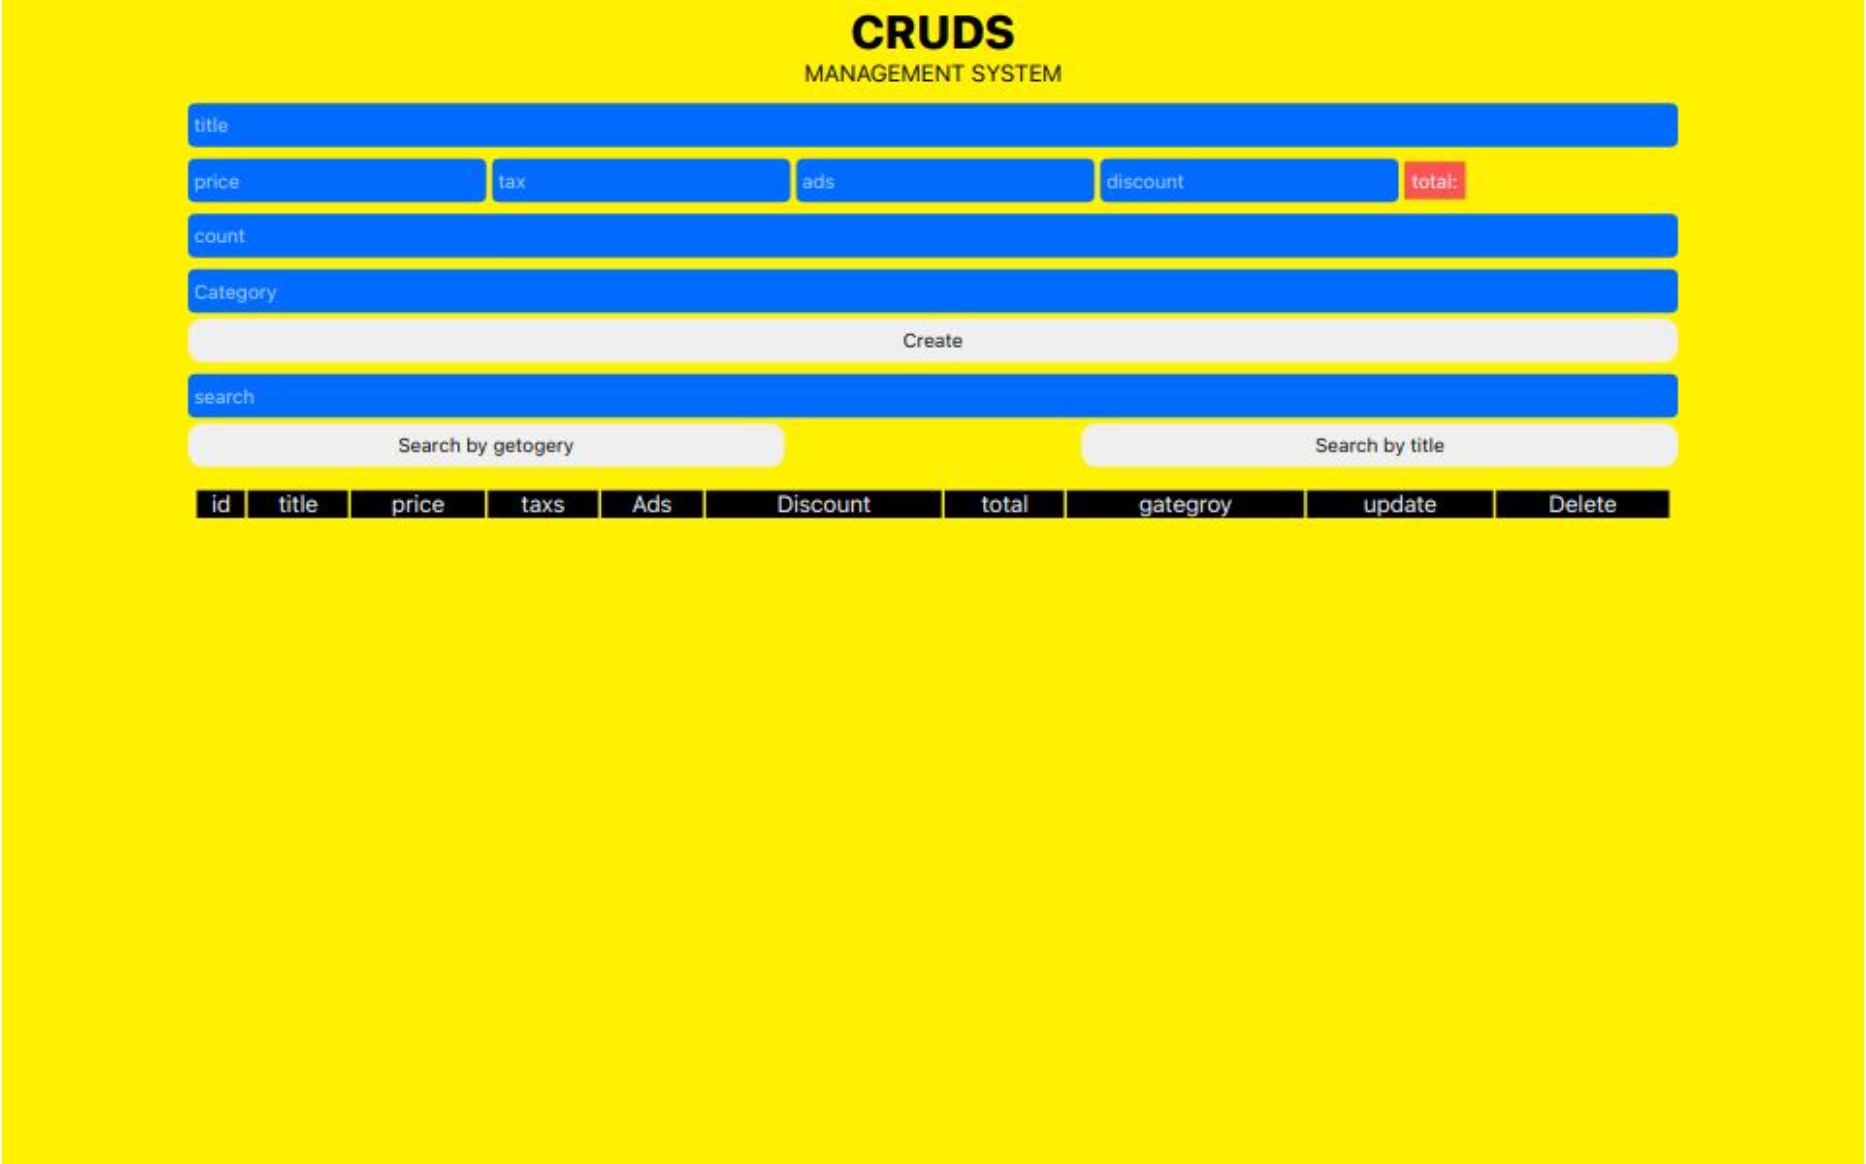 CRUDS
MANAGEMENT SYSTEM
title
price tax ads discount total:
count
Category
Create
search
Search by getogery Search by title
id title price taxs Ads Discount total gategroy update Delete